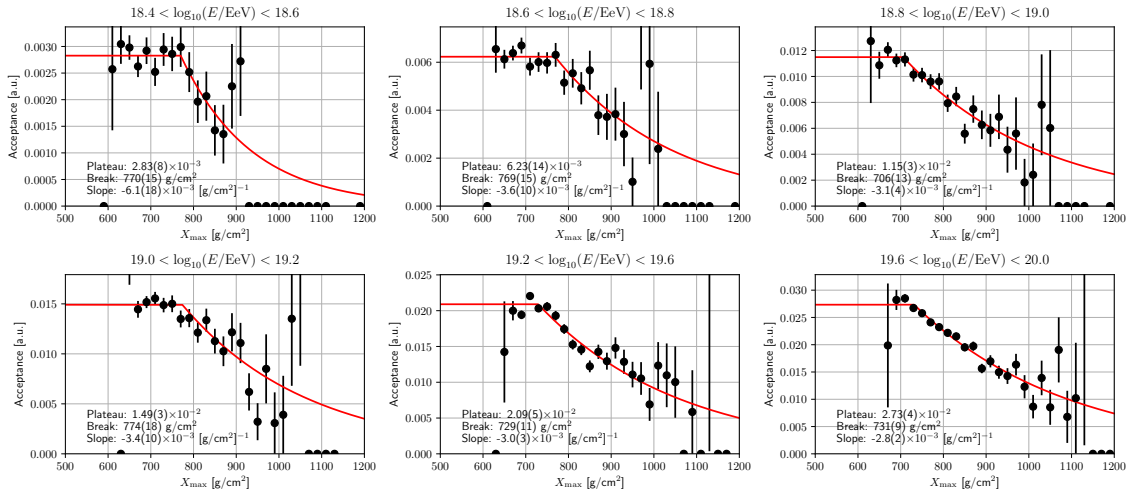 18.4 < log₁₀(E/EeV) < 18.6
Acceptance [a.u.]
0.0030
0.0025
0.0020
0.0015
0.0010
0.0005
0.0000
Plateau: 2.83(8)×10⁻³
Break: 770(15) g/cm²
Slope: -6.1(18)×10⁻³ [g/cm²]⁻¹
500 600 700 800 900 1000 1100 1200
Xmax [g/cm²]
18.6 < log₁₀(E/EeV) < 18.8
Acceptance [a.u.]
0.006
0.004
0.002
0.000
Plateau: 6.23(14)×10⁻³
Break: 769(15) g/cm²
Slope: -3.6(10)×10⁻³ [g/cm²]⁻¹
500 600 700 800 900 1000 1100 1200
Xmax [g/cm²]
18.8 < log₁₀(E/EeV) < 19.0
Acceptance [a.u.]
0.012
0.010
0.008
0.006
0.004
0.002
0.000
Plateau: 1.15(3)×10⁻²
Break: 706(13) g/cm²
Slope: -3.1(4)×10⁻³ [g/cm²]⁻¹
500 600 700 800 900 1000 1100 1200
Xmax [g/cm²]
19.0 < log₁₀(E/EeV) < 19.2
Acceptance [a.u.]
0.015
0.010
0.005
0.000
Plateau: 1.49(3)×10⁻²
Break: 774(18) g/cm²
Slope: -3.4(10)×10⁻³ [g/cm²]⁻¹
500 600 700 800 900 1000 1100 1200
Xmax [g/cm²]
19.2 < log₁₀(E/EeV) < 19.6
Acceptance [a.u.]
0.025
0.020
0.015
0.010
0.005
0.000
Plateau: 2.09(5)×10⁻²
Break: 729(11) g/cm²
Slope: -3.0(3)×10⁻³ [g/cm²]⁻¹
500 600 700 800 900 1000 1100 1200
Xmax [g/cm²]
19.6 < log₁₀(E/EeV) < 20.0
Acceptance [a.u.]
0.030
0.025
0.020
0.015
0.010
0.005
0.000
Plateau: 2.73(4)×10⁻²
Break: 731(9) g/cm²
Slope: -2.8(2)×10⁻³ [g/cm²]⁻¹
500 600 700 800 900 1000 1100 1200
Xmax [g/cm²]